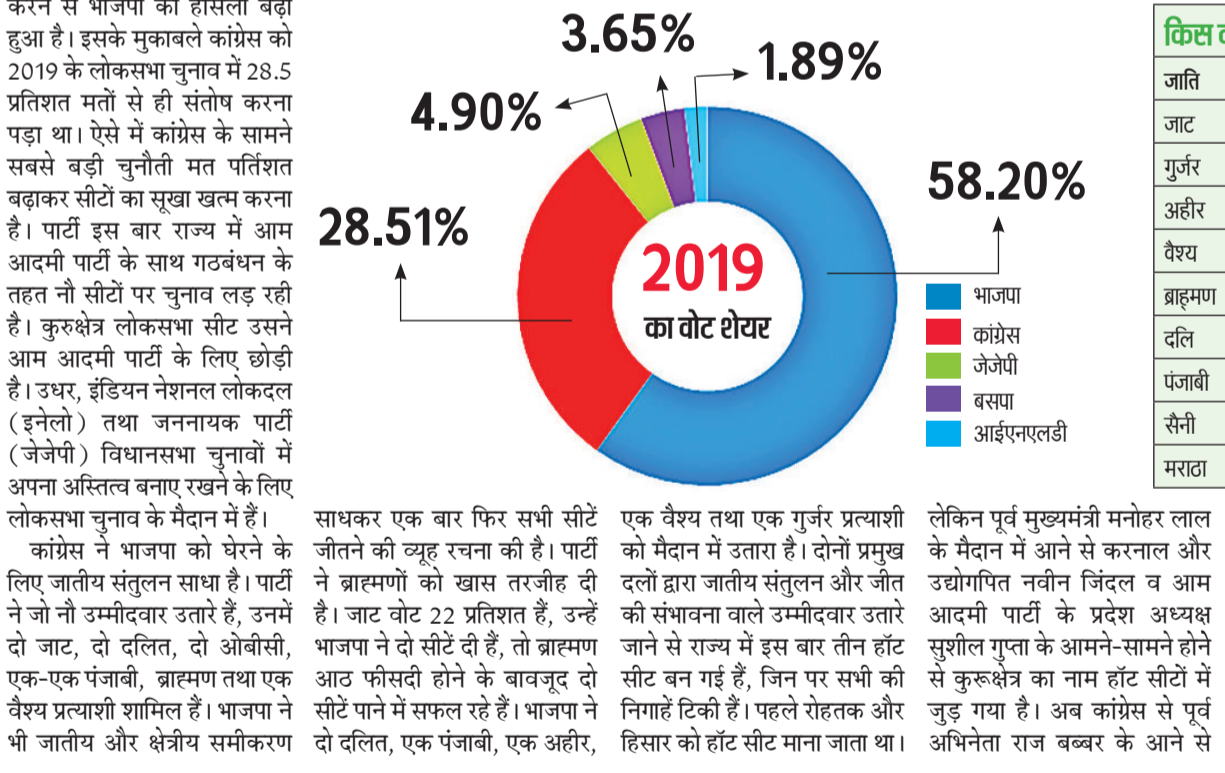 करने से भाजपा का हौसला बढ़ा
हुआ है। इसके मुकाबले कांग्रेस को
2019 के लोकसभा चुनाव में 28.5
प्रतिशत मतों से ही संतोष करना
पड़ा था। ऐसे में कांग्रेस के सामने
सबसे बड़ी चुनौती मत पर्तिशत
बढ़ाकर सीटों का सूखा खत्म करना
है। पार्टी इस बार राज्य में आम
आदमी पार्टी के साथ गठबंधन के
तहत नौ सीटों पर चुनाव लड़ रही
है। कुरुक्षेत्र लोकसभा सीट उसने
आम आदमी पार्टी के लिए छोड़ी
है। उधर, इंडियन नेशनल लोकदल
(इनेलो) तथा जननायक पार्टी
(जेजेपी) विधानसभा चुनावों में
अपना अस्तित्व बनाए रखने के लिए
लोकसभा चुनाव के मैदान में हैं।
कांग्रेस ने भाजपा को घेरने के
लिए जातीय संतुलन साधा है। पार्टी
ने जो नौ उम्मीदवार उतारे हैं, उनमें
दो जाट, दो दलित, दो ओबीसी,
एक-एक पंजाबी, ब्राह्मण तथा एक
वैश्य प्रत्याशी शामिल हैं। भाजपा ने
भी जातीय और क्षेत्रीय समीकरण
3.65%
1.89%
4.90%
58.20%
28.51%
2019
का वोट शेयर
भाजपा
कांग्रेस
जेजेपी
बसपा
आईएनएलडी
किस
जाति
जाट
गुर्जर
अहीर
वैश्य
ब्राह्मण
दलि
पंजाबी
सैनी
मराठा
साधकर एक बार फिर सभी सीटें
जीतने की व्यूह रचना की है। पार्टी
ने ब्राह्मणों को खास तरजीह दी
है। जाट वोट 22 प्रतिशत हैं, उन्हें
भाजपा ने दो सीटें दी हैं, तो ब्राह्मण
आठ फीसदी होने के बावजूद दो
सीटें पाने में सफल रहे हैं। भाजपा ने
दो दलित, एक पंजाबी, एक अहीर,
एक वैश्य तथा एक गुर्जर प्रत्याशी
को मैदान में उतारा है। दोनों प्रमुख
दलों द्वारा जातीय संतुलन और जीत
की संभावना वाले उम्मीदवार उतारे
जाने से राज्य में इस बार तीन हॉट
सीट बन गई हैं, जिन पर सभी की
निगाहें टिकी हैं। पहले रोहतक और
हिसार को हॉट सीट माना जाता था।
लेकिन पूर्व मुख्यमंत्री मनोहर लाल
के मैदान में आने से करनाल और
उद्योगपित नवीन जिंदल व आम
आदमी पार्टी के प्रदेश अध्यक्ष
सुशील गुप्ता के आमने-सामने होने
से कुरूक्षेत्र का नाम हॉट सीटों में
जुड़ गया है। अब कांग्रेस से पूर्व
अभिनेता राज बब्बर के आने से